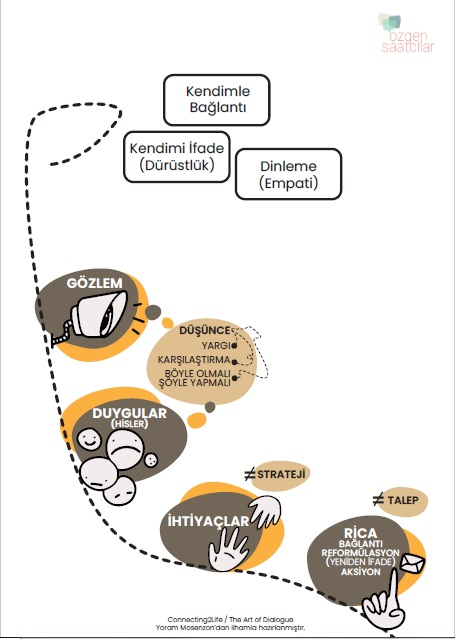 özgen
saatcılar
Kendimle
Bağlantı
Kendimi İfade
(Dürüstlük)
Dinleme
(Empati)
GÖZLEM
DÜŞÜNCE
YARGI
KARŞILAŞTIRMA
BÖYLE OLMALI
ŞÖYLE YAPMALI
DUYGULAR
(HİSLER)
≠ STRATEJİ
İHTİYAÇLAR
≠ TALEP
RİCA
BAĞLANTI
REFORMÜLASYON
(YENİDEN İFADE)
AKSİYON
Connecting2Life / The Art of Dialogue
Yoram Mosenzon'dan ilhamla hazırlanmıştır.